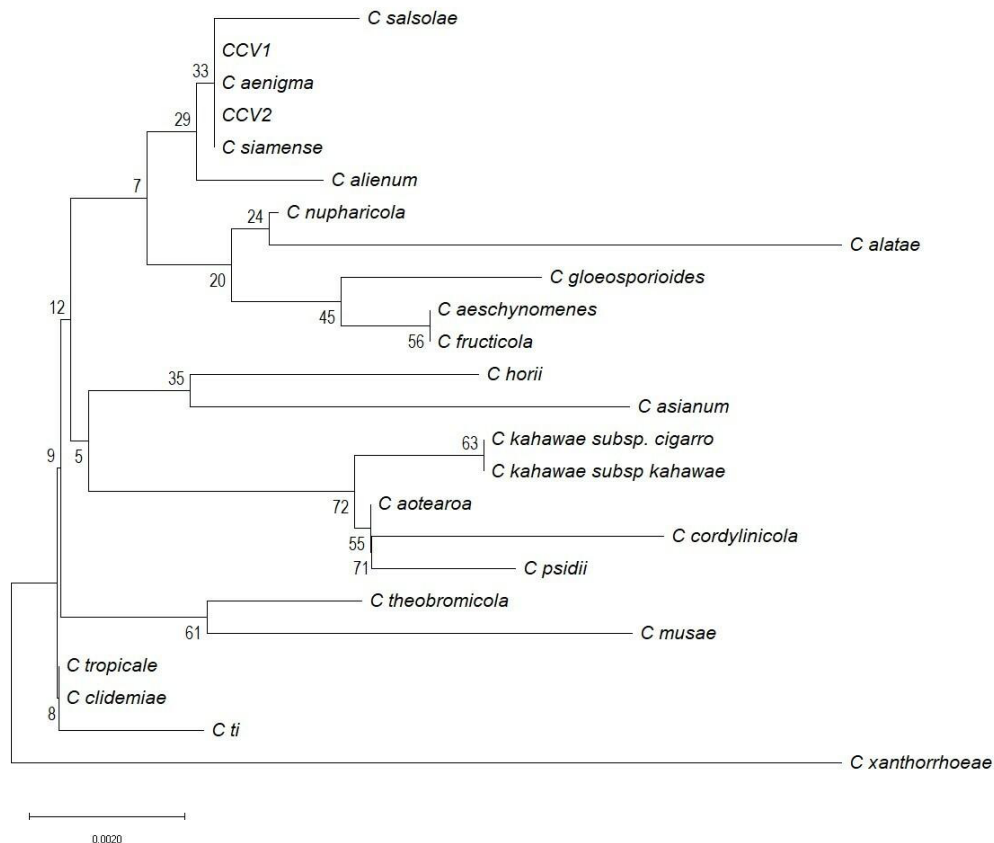 C salsolae
CCV1
33
C aenigma
CCV2
29
C siamense
C alienum
7
C nupharicola
24
C alatae
20
C gloeosporioides
C aeschynomenes
12
45
56
C fructicola
C horii
35
C asianum
63
C kahawae subsp. cigarro
9
5
C kahawae subsp kahawae
72
C aotearoa
C cordylinicola
55
71
C psidii
C theobromicola
61
C musae
C tropicale
C clidemiae
8
C ti
C xanthorrhoeae
0.0020